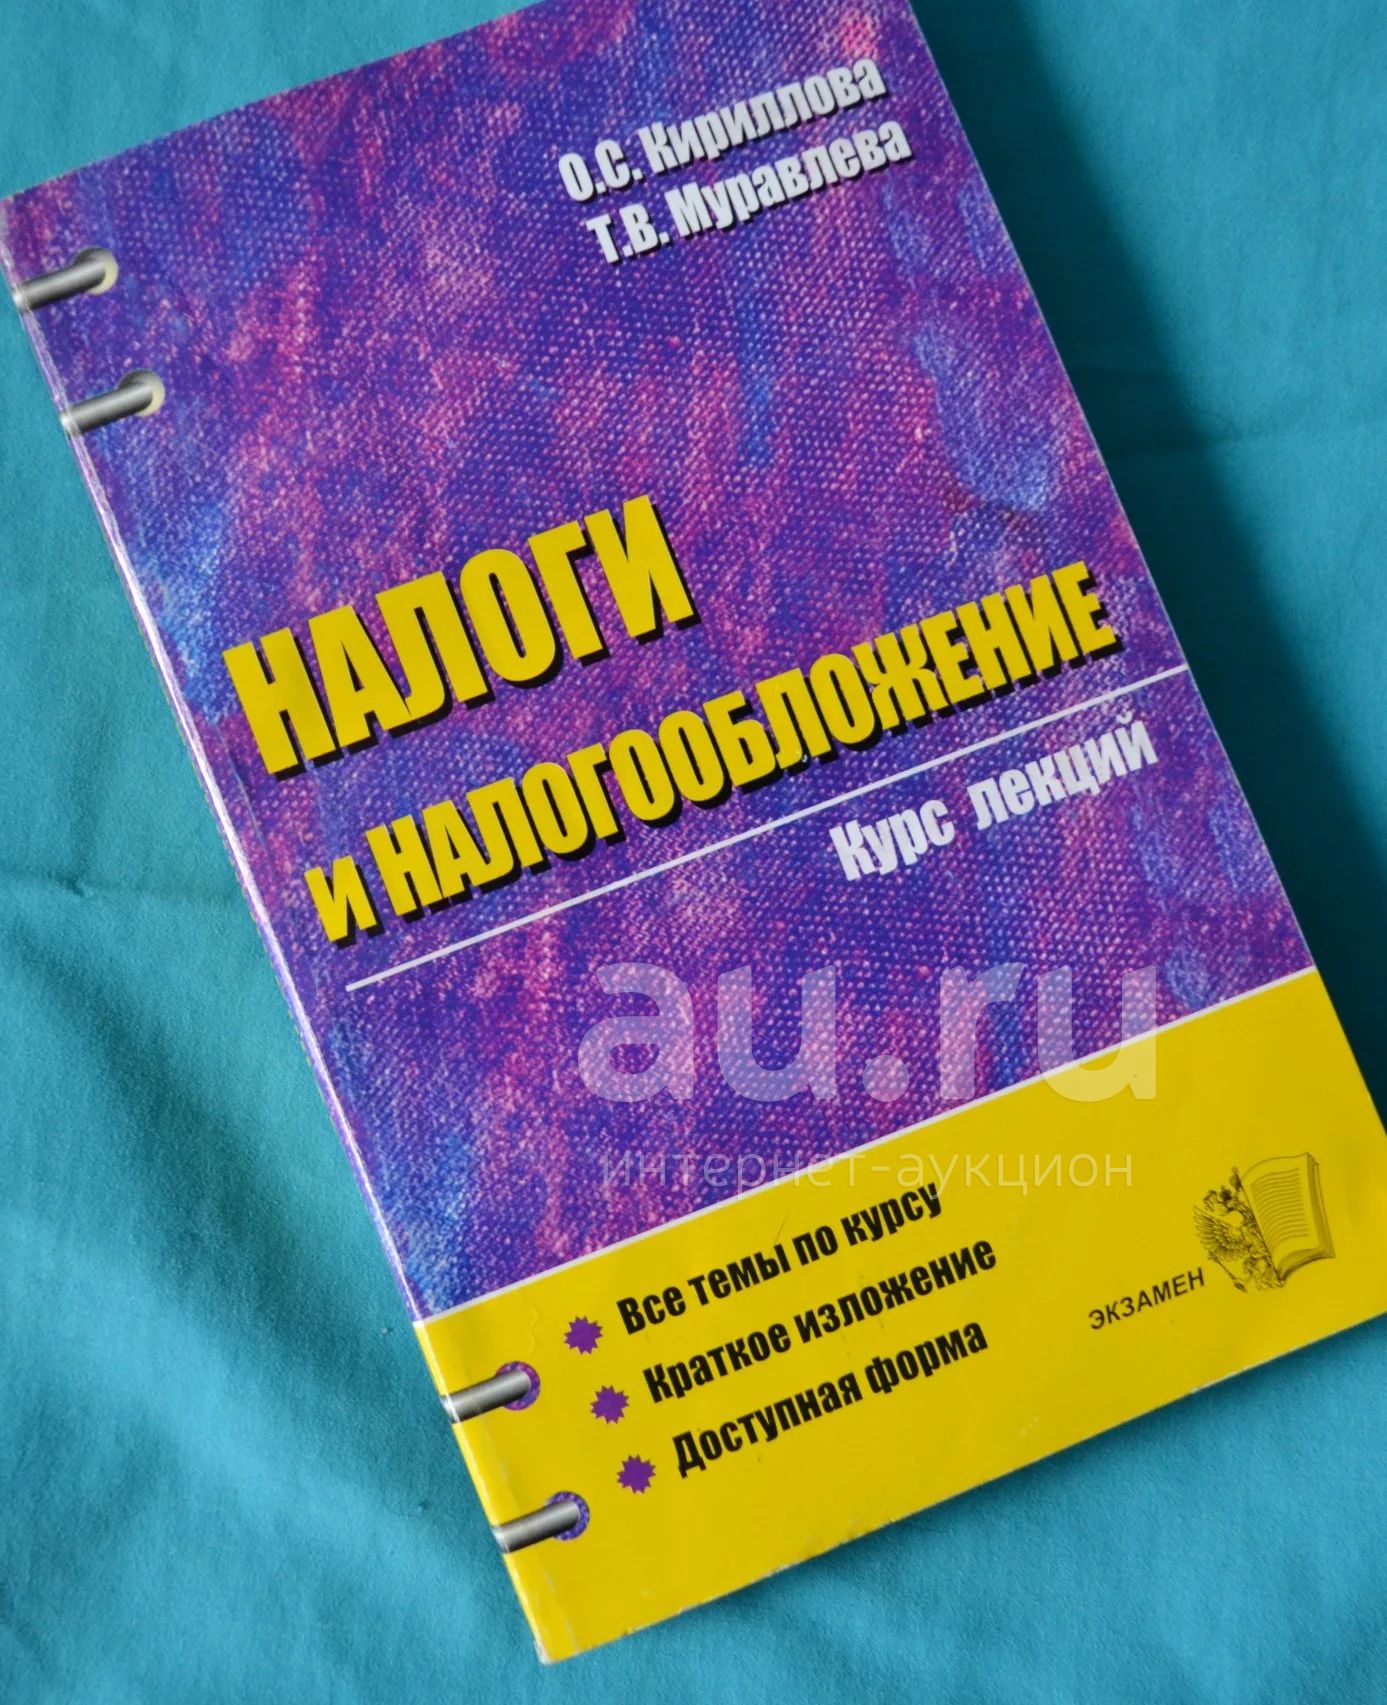 О.С. Кириллова
Т.В. Муравлева
НАЛОГИ
И НАЛОГООБЛОЖЕНИЕ
Курс лекций
au.ru
интернет-аукцион
Все темы по курсу
Краткое изложение
Доступная форма
ЭКЗАМЕН